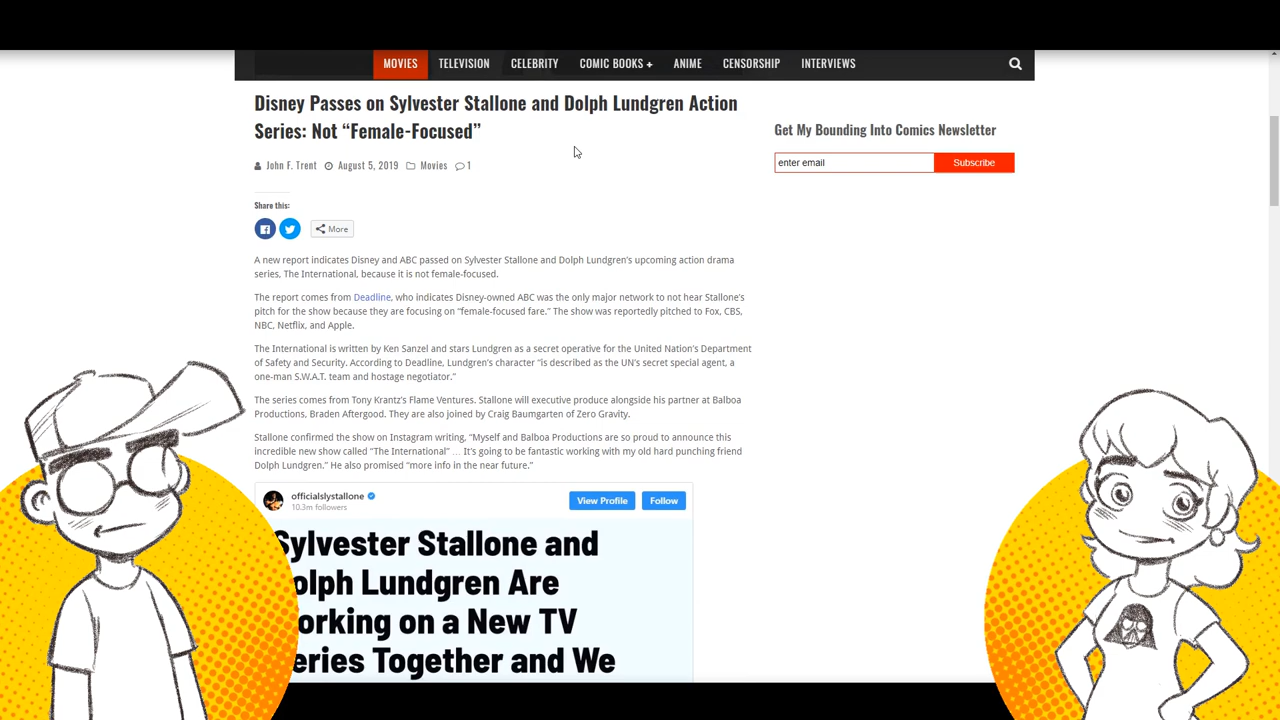 MOVIES TELEVISION CELEBRITY COMIC BOOKS + ANIME CENSORSHIP INTERVIEWS
Disney Passes on Sylvester Stallone and Dolph Lundgren Action
Series: Not “Female-Focused”
John F. Trent August 5, 2019 Movies 1
Share this:
More
A new report indicates Disney and ABC passed on Sylvester Stallone and Dolph Lundgren's upcoming action drama
series, The International, because it is not female-focused.
The report comes from Deadline, who indicates Disney-owned ABC was the only major network to not hear Stallone's
pitch for the show because they are focusing on “female-focused fare.” The show was reportedly pitched to Fox, CBS,
NBC, Netflix, and Apple.
The International is written by Ken Sanzel and stars Lundgren as a secret operative for the United Nation's Department
of Safety and Security. According to Deadline, Lundgren's character “is described as the UN's secret special agent, a
one-man S.W.A.T. team and hostage negotiator.”
The series comes from Tony Krantz's Flame Ventures. Stallone will executive produce alongside his partner at Balboa
Productions, Braden Aftergood. They are also joined by Craig Baumgarten of Zero Gravity.
Stallone confirmed the show on Instagram writing, “Myself and Balboa Productions are so proud to announce this
incredible new show called “The International” … It's going to be fantastic working with my old hard punching friend
Dolph Lundgren.” He also promised “more info in the near future.”
officialslystallone
10.3m followers
View Profile
Follow
Sylvester Stallone and
olph Lundgren Are
orking on a New TV
eries Together and We
Get My Bounding Into Comics Newsletter
enter email
Subscribe